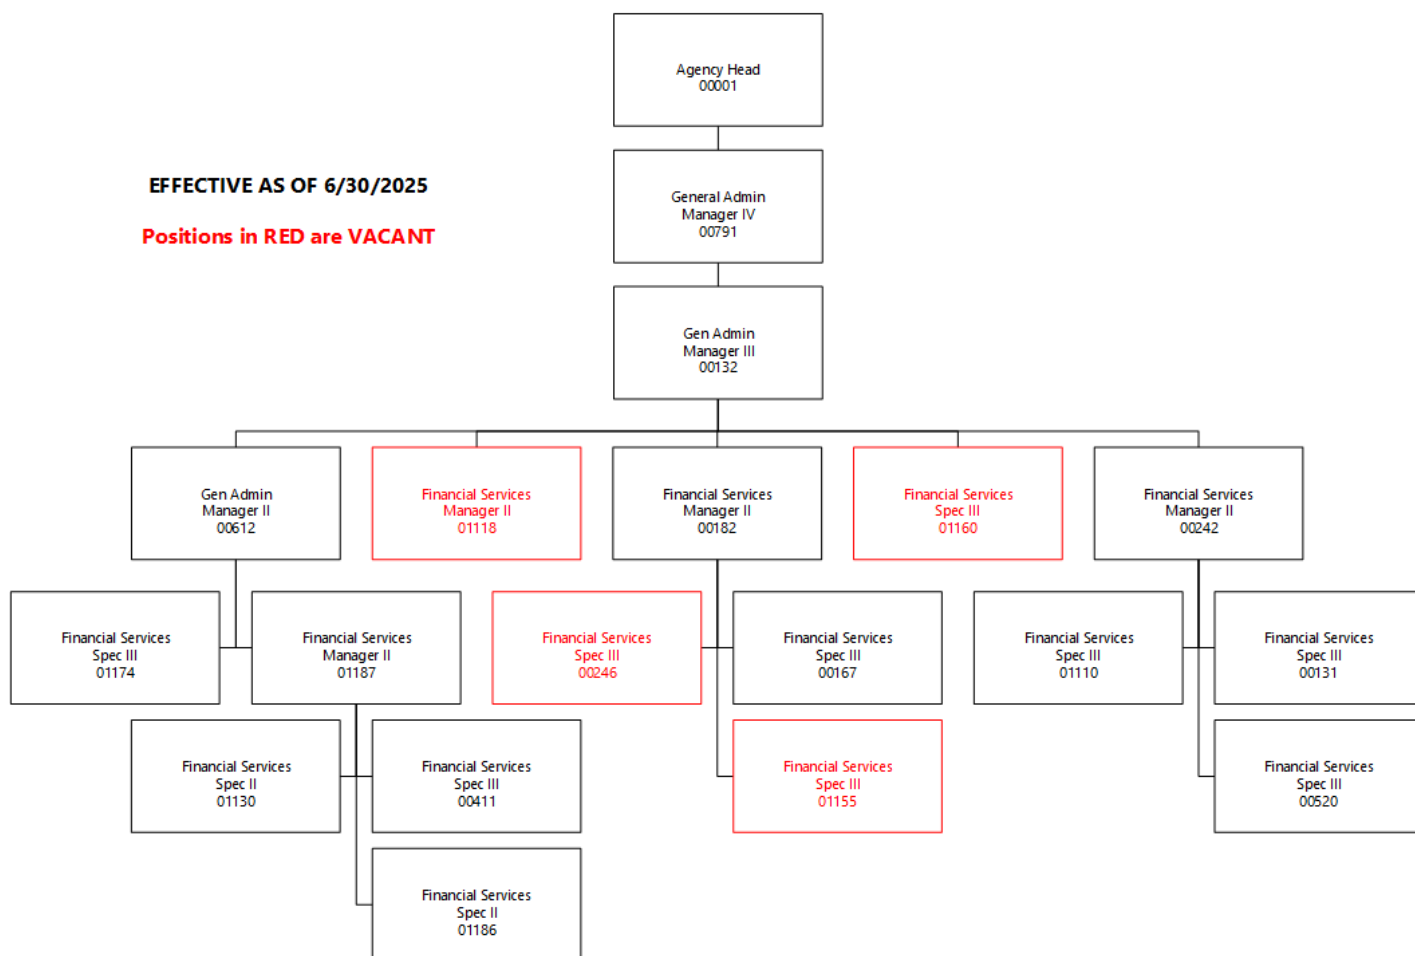 Agency Head
00001
EFFECTIVE AS OF 6/30/2025
Positions in RED are VACANT
General Admin
Manager IV
00791
Gen Admin
Manager III
00132
Gen Admin
Manager II
00612
Financial Services
Manager II
01118
Financial Services
Manager II
00182
Financial Services
Spec III
01160
Financial Services
Manager II
00242
Financial Services
Spec III
01174
Financial Services
Manager II
01187
Financial Services
Spec III
00246
Financial Services
Spec III
00167
Financial Services
Spec III
01110
Financial Services
Spec III
00131
Financial Services
Spec II
01130
Financial Services
Spec III
00411
Financial Services
Spec III
01155
Financial Services
Spec III
00520
Financial Services
Spec II
01186